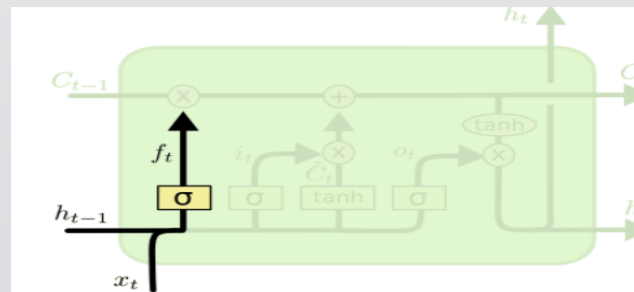 h_t
C_{t-1} × + C
tanh
f_t i_t × o_t ×
C̃_t
σ σ tanh σ
h_{t-1} h
x_t